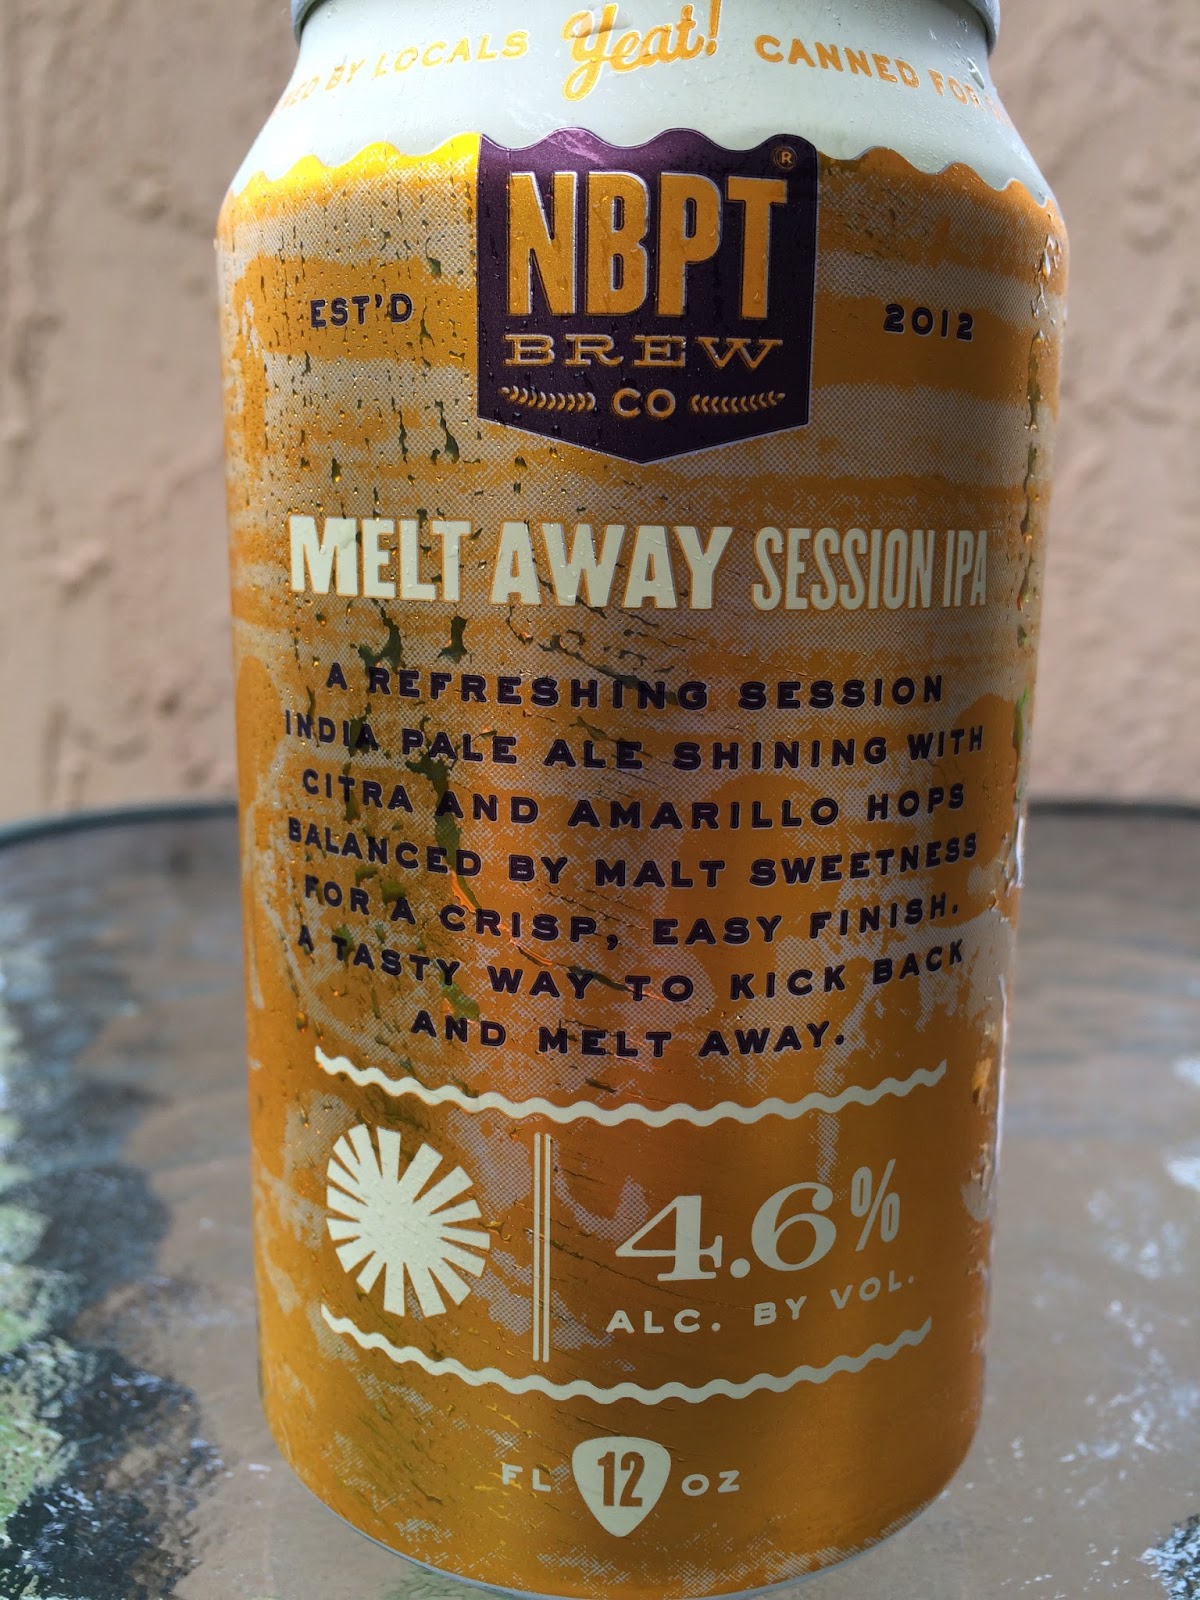 BY LOCALS Yeat! CANNED FOR
NBPT®
EST'D 2012
BREW
CO
MELT AWAY SESSION IPA
A REFRESHING SESSION
INDIA PALE ALE SHINING WITH
CITRA AND AMARILLO HOPS
BALANCED BY MALT SWEETNESS
FOR A CRISP, EASY FINISH.
A TASTY WAY TO KICK BACK
AND MELT AWAY.
4.6%
ALC. BY VOL.
FL 12 OZ